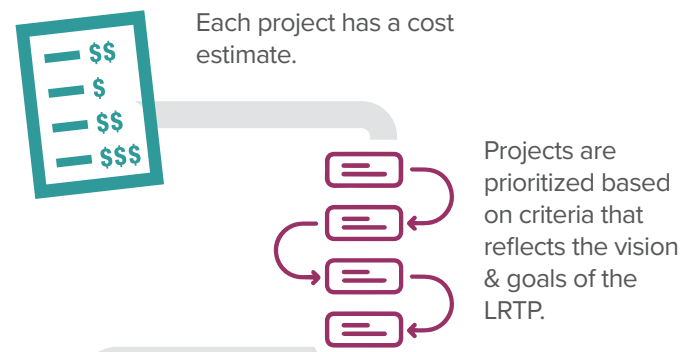 Each project has a cost
estimate.
$$
$
$$
$$$
Projects are
prioritized based
on criteria that
reflects the vision
& goals of the
LRTP.